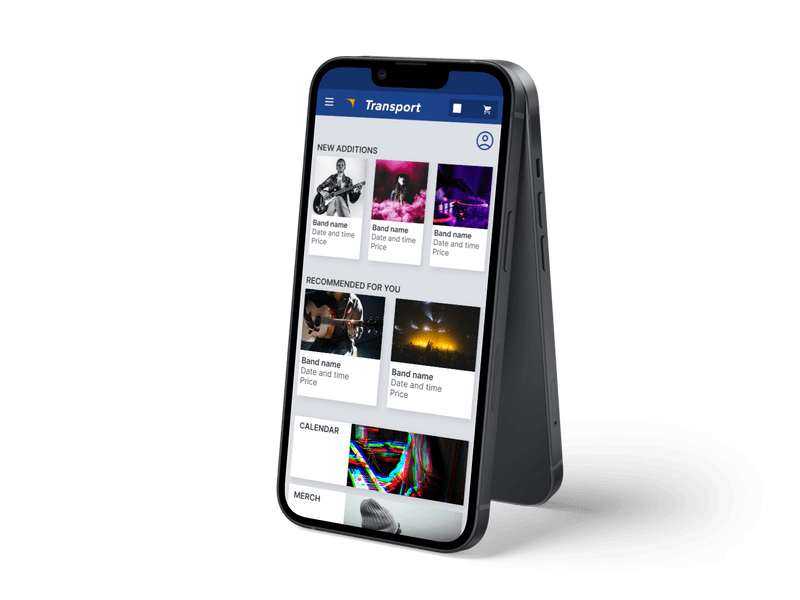 Transport
NEW ADDITIONS
Band name
Date and time
Price
Band name
Date and time
Price
Band name
Date and time
Price
RECOMMENDED FOR YOU
Band name
Date and time
Price
Band name
Date and time
Price
CALENDAR
MERCH